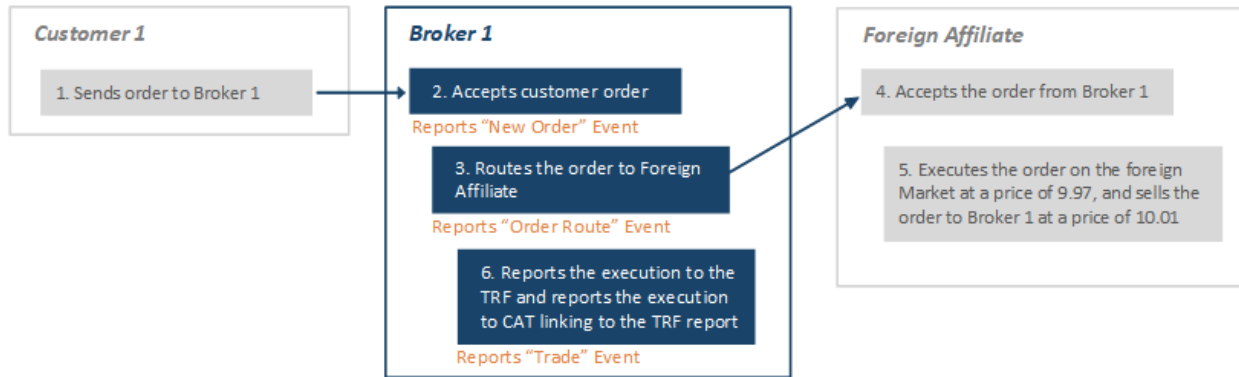 Customer 1
1. Sends order to Broker 1
Broker 1
2. Accepts customer order
Reports “New Order” Event
3. Routes the order to Foreign
Affiliate
Reports “Order Route” Event
6. Reports the execution to the
TRF and reports the execution
to CAT linking to the TRF report
Reports “Trade” Event
Foreign Affiliate
4. Accepts the order from Broker 1
5. Executes the order on the foreign
Market at a price of 9.97, and sells the
order to Broker 1 at a price of 10.01